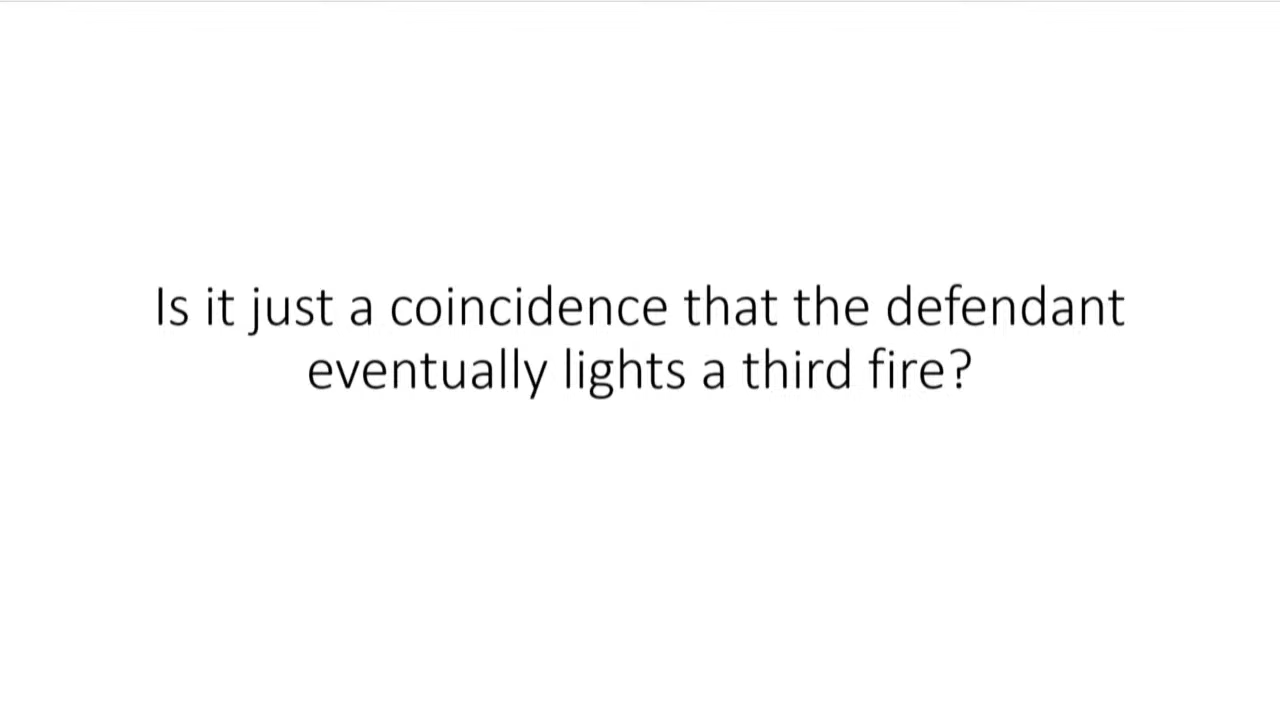 Is it just a coincidence that the defendant
eventually lights a third fire?